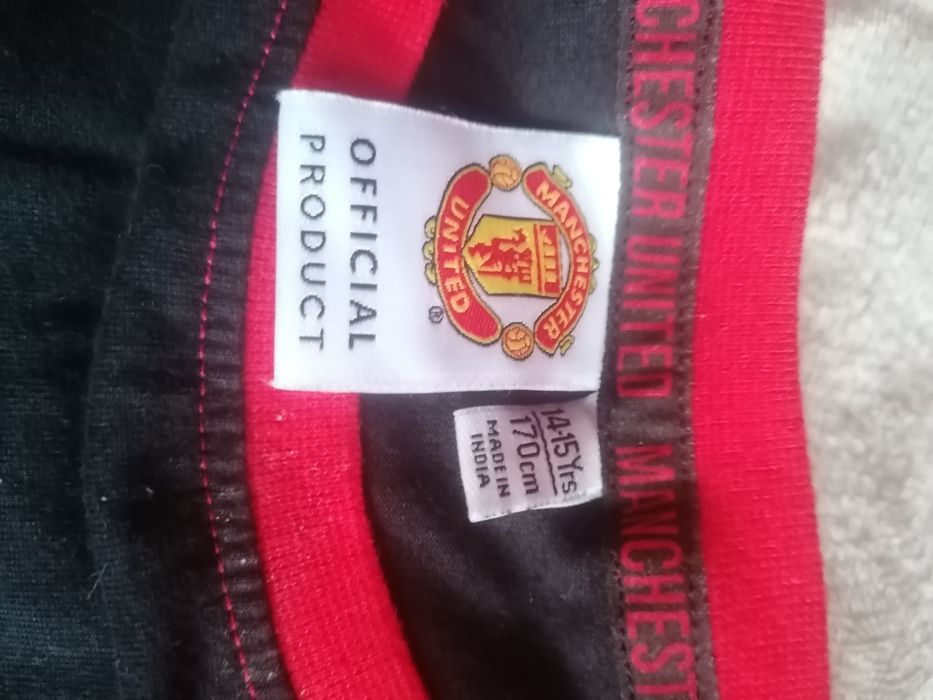 CHESTER UNITED MANCHEST
MANCHESTER
UNITED
®
OFFICIAL
PRODUCT
14-15Yrs
170cm
MADE IN
INDIA